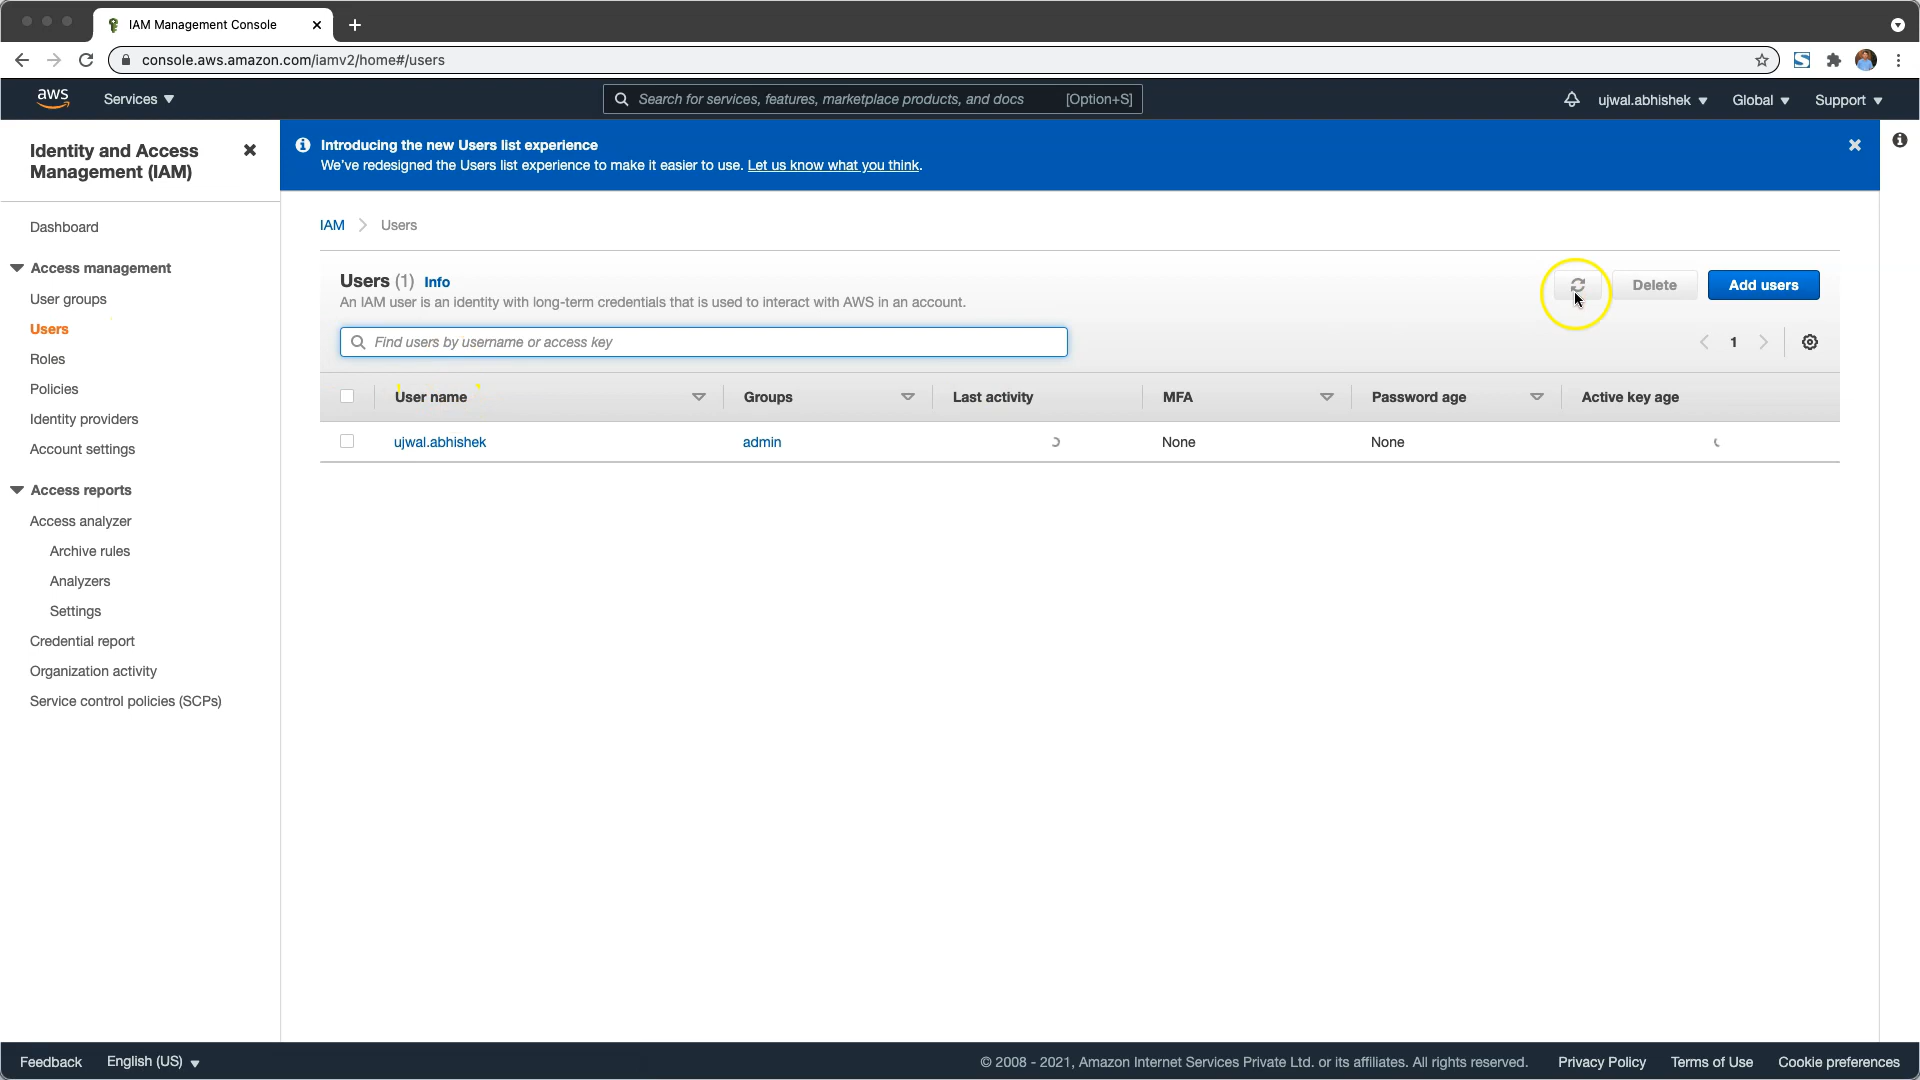 IAM Management Console
console.aws.amazon.com/iamv2/home#/users
aws
Services
Search for services, features, marketplace products, and docs [Option+S]
ujwal.abhishek
Global
Support
Identity and Access
Management (IAM)
Dashboard
Access management
User groups
Users
Roles
Policies
Identity providers
Account settings
Access reports
Access analyzer
Archive rules
Analyzers
Settings
Credential report
Organization activity
Service control policies (SCPs)
Introducing the new Users list experience
We've redesigned the Users list experience to make it easier to use. Let us know what you think.
IAM > Users
Users (1) Info
An IAM user is an identity with long-term credentials that is used to interact with AWS in an account.
Delete
Add users
Find users by username or access key
1
User name Groups Last activity MFA Password age Active key age
ujwal.abhishek admin None None
Feedback English (US)
© 2008 - 2021, Amazon Internet Services Private Ltd. or its affiliates. All rights reserved. Privacy Policy Terms of Use Cookie preferences